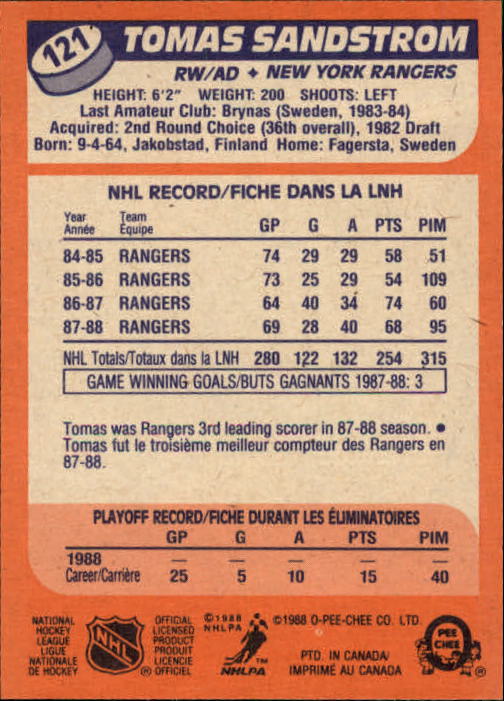 121
TOMAS SANDSTROM
RW/AD ✦ NEW YORK RANGERS
HEIGHT: 6'2" WEIGHT: 200 SHOOTS: LEFT
Last Amateur Club: Brynas (Sweden, 1983-84)
Acquired: 2nd Round Choice (36th overall), 1982 Draft
Born: 9-4-64, Jakobstad, Finland Home: Fagersta, Sweden
NHL RECORD/FICHE DANS LA LNH
Year Team
Année Équipe GP G A PTS PIM
84-85 RANGERS 74 29 29 58 51
85-86 RANGERS 73 25 29 54 109
86-87 RANGERS 64 40 34 74 60
87-88 RANGERS 69 28 40 68 95
NHL Totals/Totaux dans la LNH 280 122 132 254 315
GAME WINNING GOALS/BUTS GAGNANTS 1987-88: 3
Tomas was Rangers 3rd leading scorer in 87-88 season. ●
Tomas fut le troisième meilleur compteur des Rangers en
87-88.
PLAYOFF RECORD/FICHE DURANT LES ÉLIMINATOIRES
GP G A PTS PIM
1988 — — — — —
Career/Carrière 25 5 10 15 40
NATIONAL
HOCKEY
LEAGUE
LIGUE
NATIONALE
DE HOCKEY
NHL
®
OFFICIAL
LICENSED
PRODUCT
PRODUIT
LICENCIE
OFFICIEL
©1988
NHLPA
NHLPA
™
©1988 O-PEE-CHEE CO. LTD.
PTD. IN CANADA/
IMPRIMÉ AU CANADA
O
PEE
CHEE
®